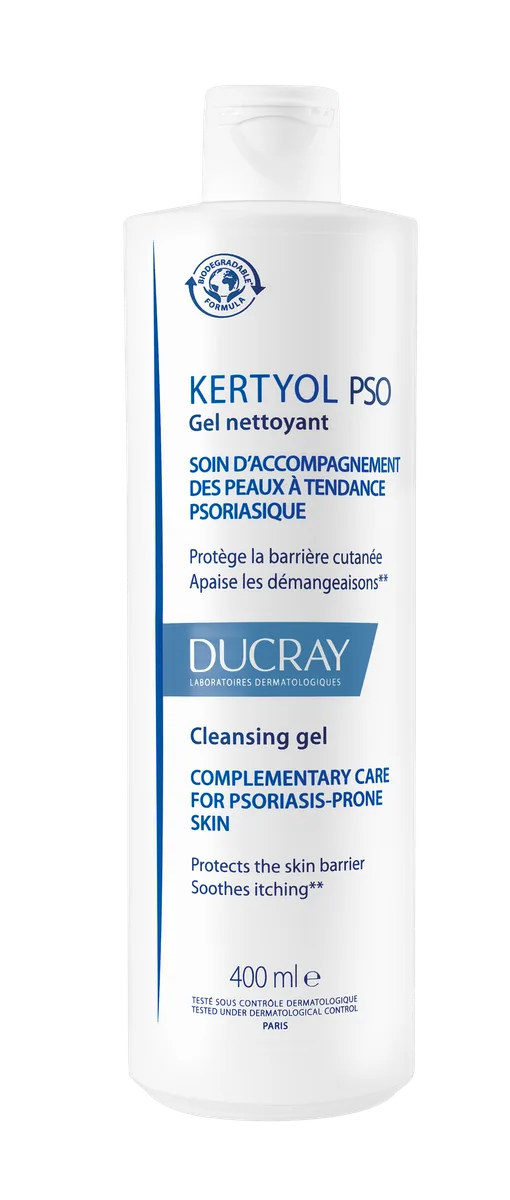 BIODEGRADABLE
FORMULA
KERTYOL PSO
Gel nettoyant
SOIN D'ACCOMPAGNEMENT
DES PEAUX À TENDANCE
PSORIASIQUE
Protège la barrière cutanée
Apaise les démangeaisons**
DUCRAY
LABORATOIRES DERMATOLOGIQUES
Cleansing gel
COMPLEMENTARY CARE
FOR PSORIASIS-PRONE
SKIN
Protects the skin barrier
Soothes itching**
400 ml ℮
TESTÉ SOUS CONTRÔLE DERMATOLOGIQUE
TESTED UNDER DERMATOLOGICAL CONTROL
PARIS